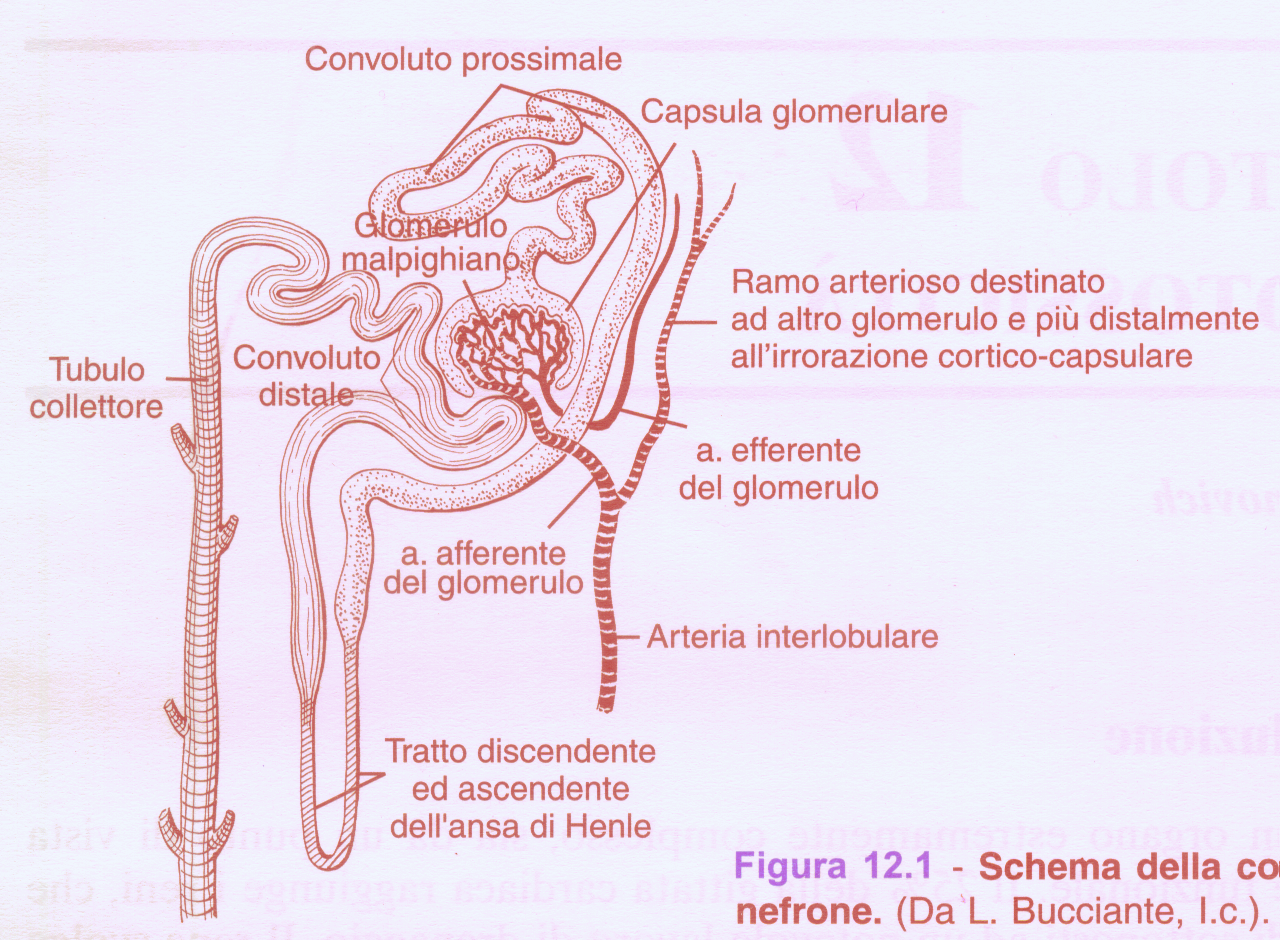 Convoluto prossimale
Capsula glomerulare
Glomerulo
malpighiano
Ramo arterioso destinato
ad altro glomerulo e più distalmente
all'irrorazione cortico-capsulare
Tubulo
collettore
Convoluto
distale
a. efferente
del glomerulo
a. afferente
del glomerulo
Arteria interlobulare
Tratto discendente
ed ascendente
dell'ansa di Henle
Figura 12.1 - Schema della
nefrone. (Da L. Bucciante, l.c.).